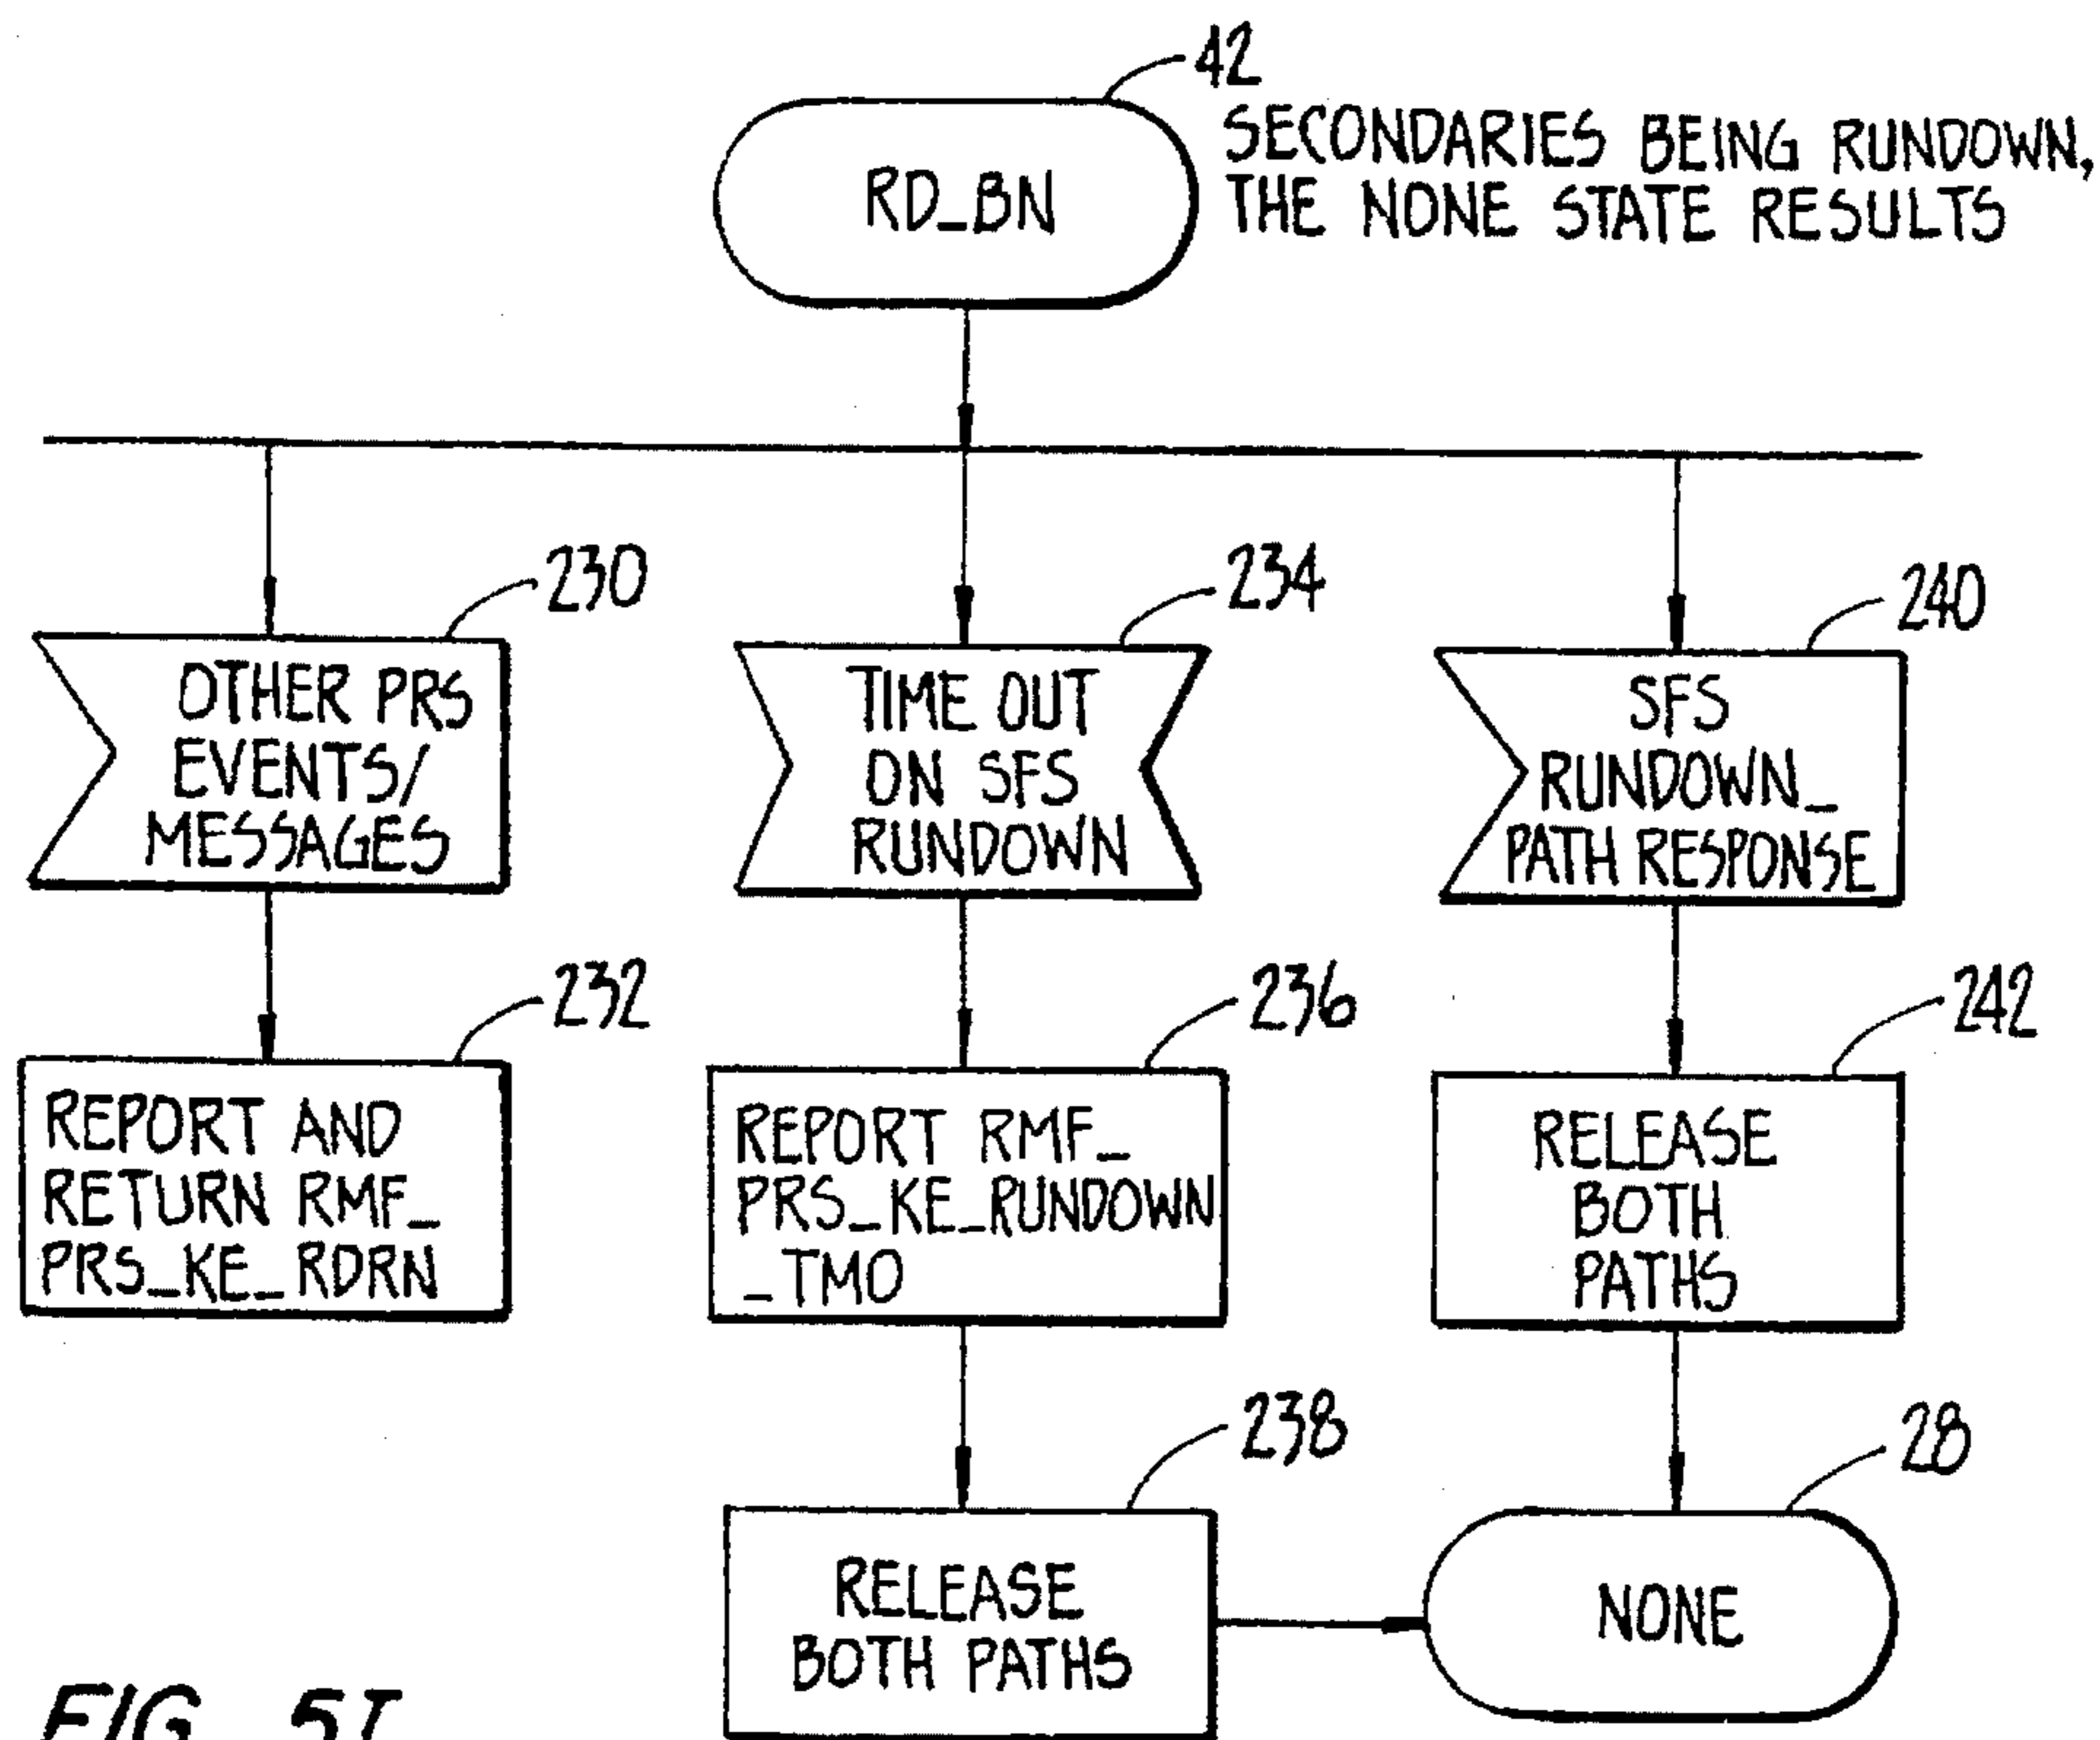 42
RD_BN
SECONDARIES BEING RUNDOWN,
THE NONE STATE RESULTS
230
OTHER PRS
EVENTS/
MESSAGES
234
TIME OUT
ON SFS
RUNDOWN
240
SFS
RUNDOWN_
PATH RESPONSE
232
REPORT AND
RETURN RMF_
PRS_KE_RDRN
236
REPORT RMF_
PRS_KE_RUNDOWN
_TMO
242
RELEASE
BOTH
PATHS
238
RELEASE
BOTH PATHS
28
NONE